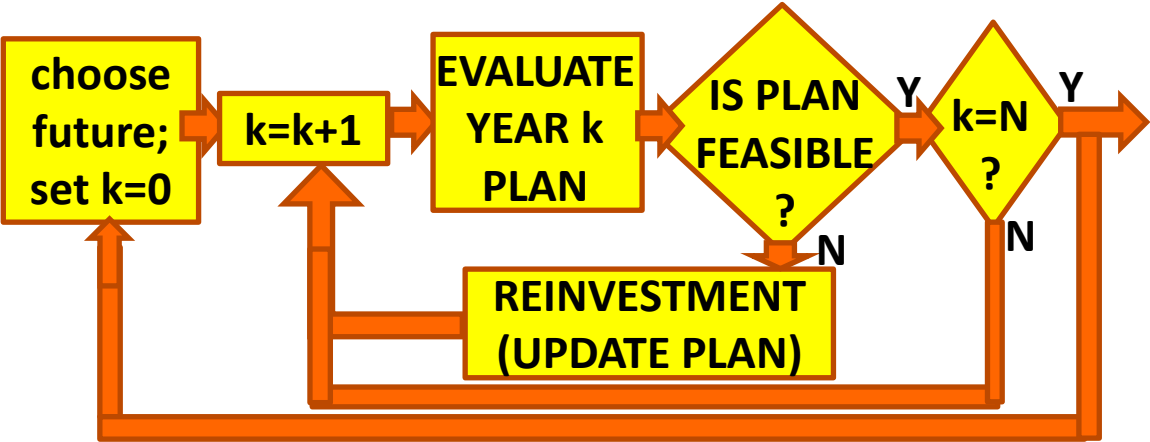 choose
future;
set k=0
k=k+1
EVALUATE
YEAR k
PLAN
IS PLAN
FEASIBLE
?
Y
N
k=N
?
Y
N
REINVESTMENT
(UPDATE PLAN)